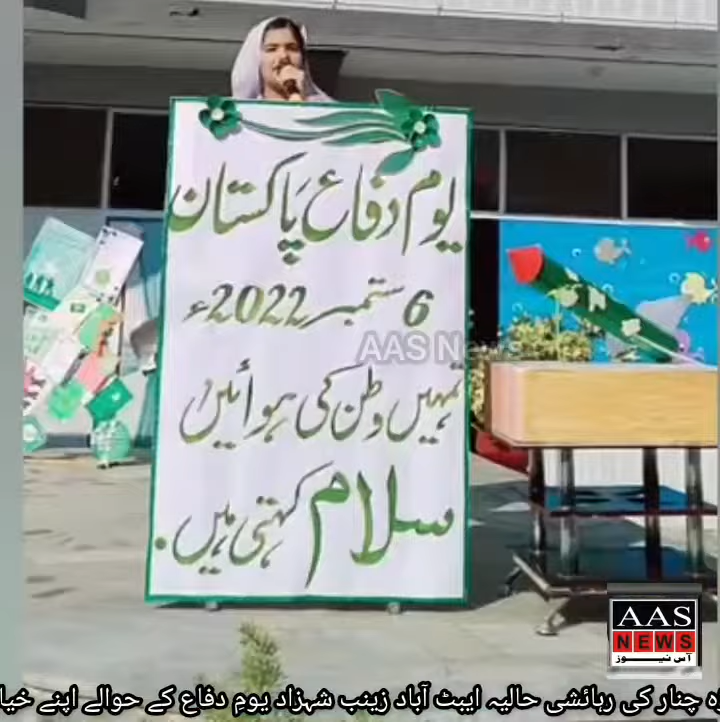 یوم دفاع پاکستان
6 ستمبر 2022ء
AAS News
تمہیں وطن کی ہوائیں
سلام کہتی ہیں.
AAS
NEWS
آس نیوز
چنار کی رہائشی حالیہ ایبٹ آباد زینب شہزاد یومِ دفاع کے حوالے اپنے